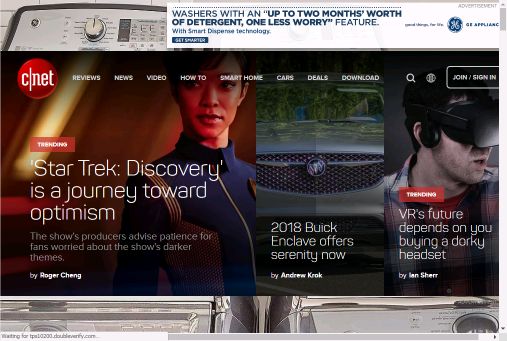 ADVERTISEMENT
WASHERS WITH AN "UP TO TWO MONTHS' WORTH
OF DETERGENT, ONE LESS WORRY" FEATURE.
With Smart Dispense technology.
GET SMARTER
good things, for life.
GE APPLIANC
c|net
REVIEWS NEWS VIDEO HOW TO SMART HOME CARS DEALS DOWNLOAD
JOIN / SIGN IN
TRENDING
'Star Trek: Discovery'
is a journey toward
optimism
The show's producers advise patience for
fans worried about the show's darker
themes.
by Roger Cheng
2018 Buick
Enclave offers
serenity now
by Andrew Krok
TRENDING
VR's future
depends on you
buying a dorky
headset
by Ian Sherr
Waiting for tps10200.doubleverify.com...